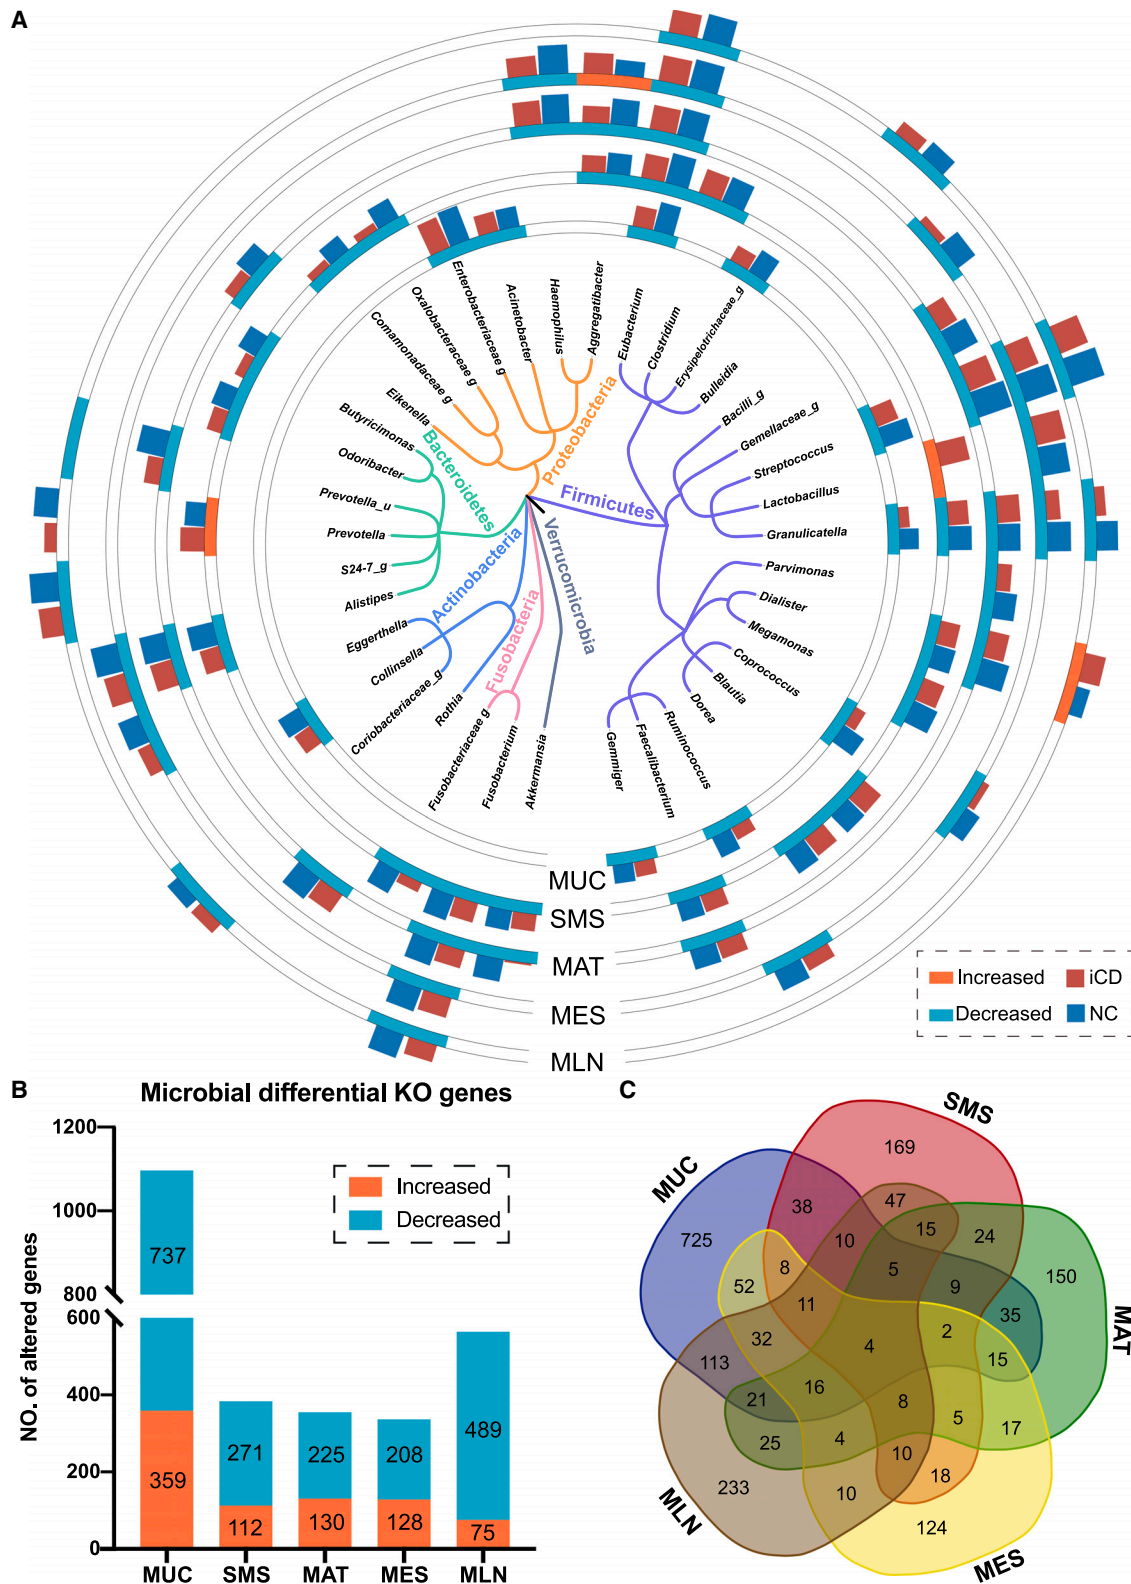 A
Enterobacteriaceae g
Oxalobacteraceae g
Comamonadaceae g
Eikenella
Acinetobacter
Haemophilus
Aggregatibacter
Eubacterium
Clostridium
Erysipelotrichaceae_g
Bulleidia
Bacilli_g
Gemellaceae_g
Streptococcus
Lactobacillus
Granulicatella
Parvimonas
Dialister
Megamonas
Coprococcus
Blautia
Dorea
Ruminococcus
Faecalibacterium
Gemmiger
Akkermansia
Fusobacterium
Fusobacteriaceae g
Rothia
Coriobacteriaceae_g
Collinsella
Eggerthella
Alistipes
S24-7_g
Prevotella
Prevotella_u
Odoribacter
Butyricimonas
Proteobacteria
Bacteroidetes
Firmicutes
Actinobacteria
Fusobacteria
Verrucomicrobia
MUC
SMS
MAT
MES
MLN
Increased
iCD
Decreased
NC
B
Microbial differential KO genes
NO. of altered genes
1200
1000
800
600
400
200
0
Increased
Decreased
737
359
271
112
225
130
208
128
489
75
MUC
SMS
MAT
MES
MLN
C
SMS
MUC
MAT
MLN
MES
169
47
38
15
24
10
725
5
150
8
9
52
35
11
2
32
4
15
113
16
21
8
5
17
25
4
10
18
233
10
124